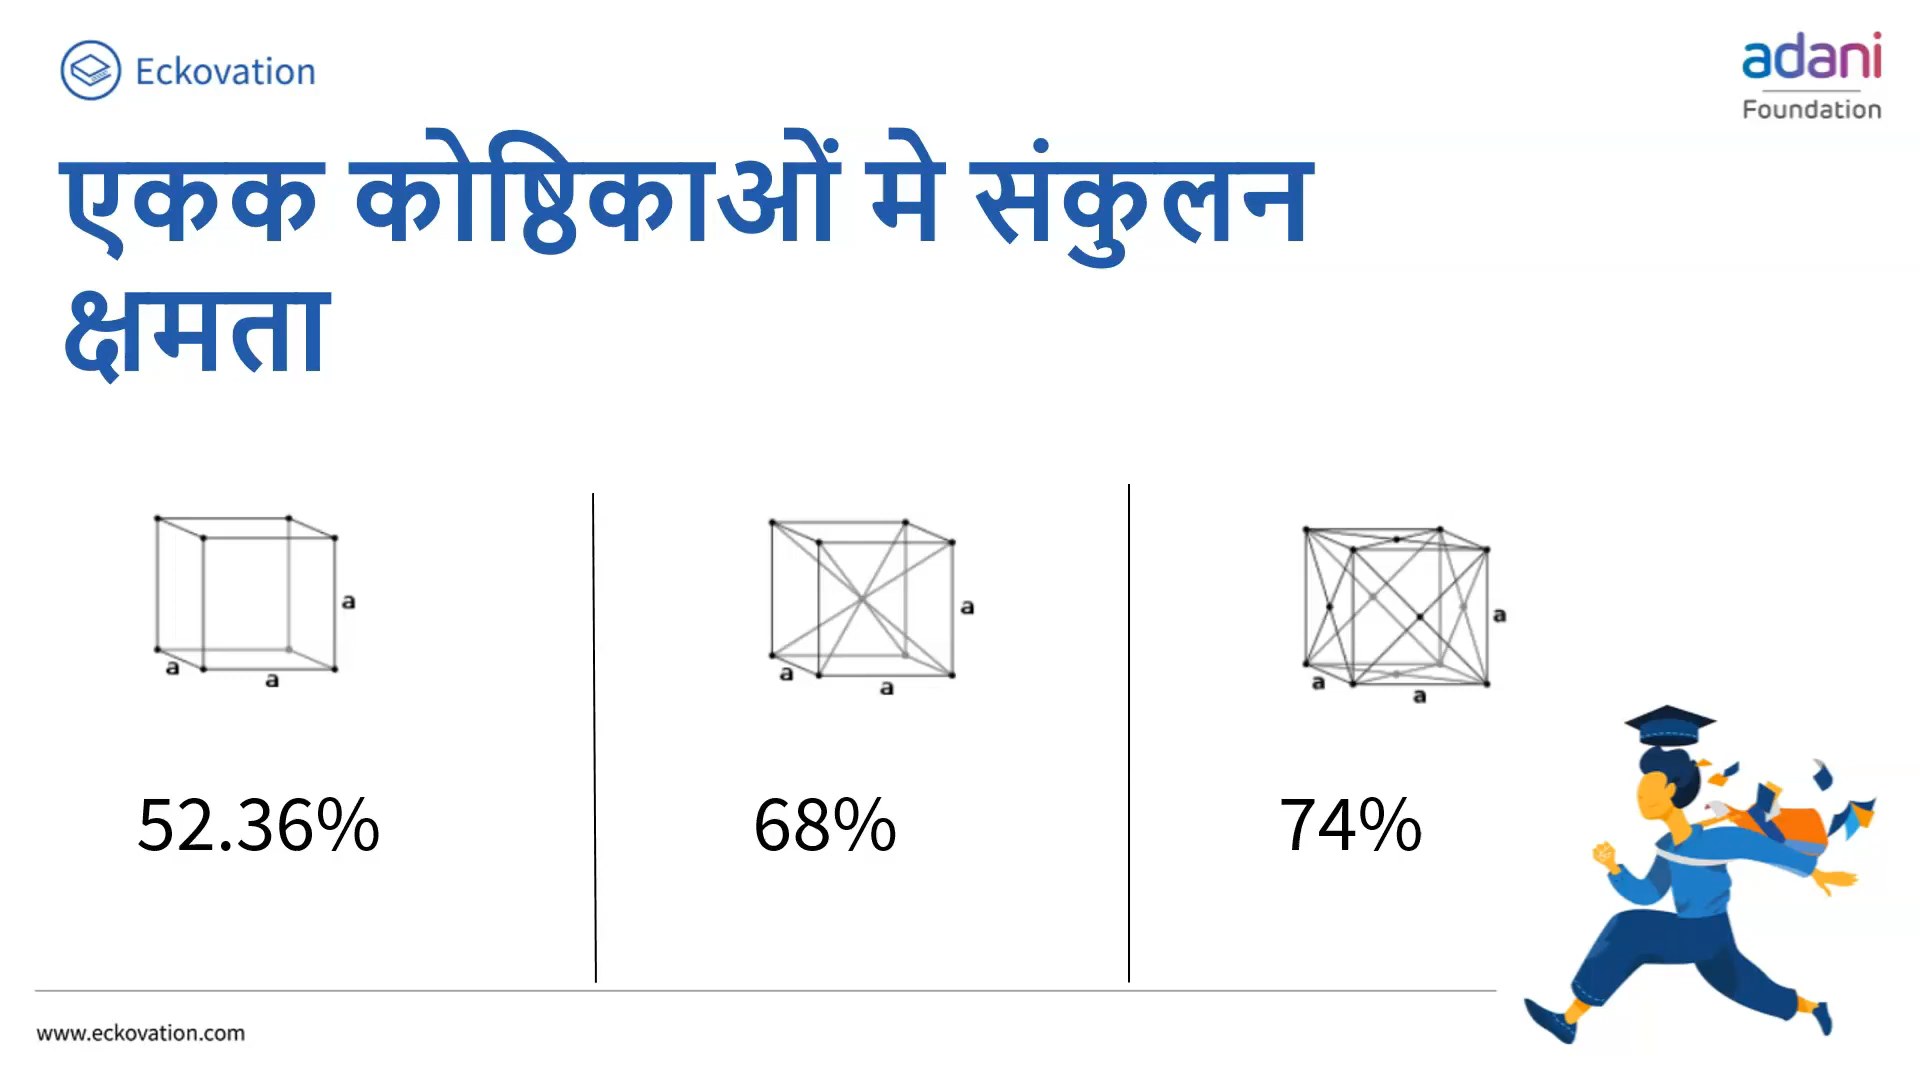 Eckovation
adani
Foundation
एकक कोष्ठिकाओं मे संकुलन
क्षमता
a
a
a
a
a
a
a
a
a
52.36%
68%
74%
www.eckovation.com